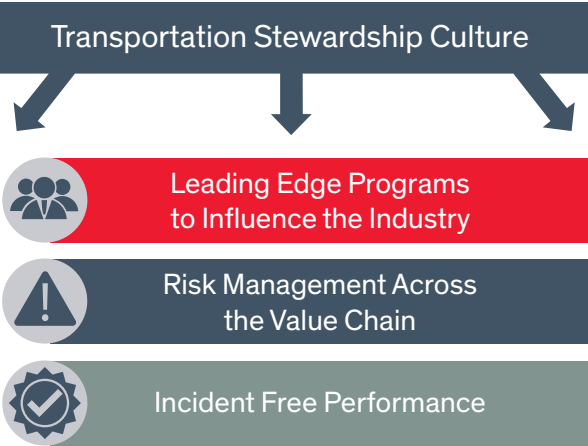 Transportation Stewardship Culture
Leading Edge Programs
to Influence the Industry
Risk Management Across
the Value Chain
Incident Free Performance